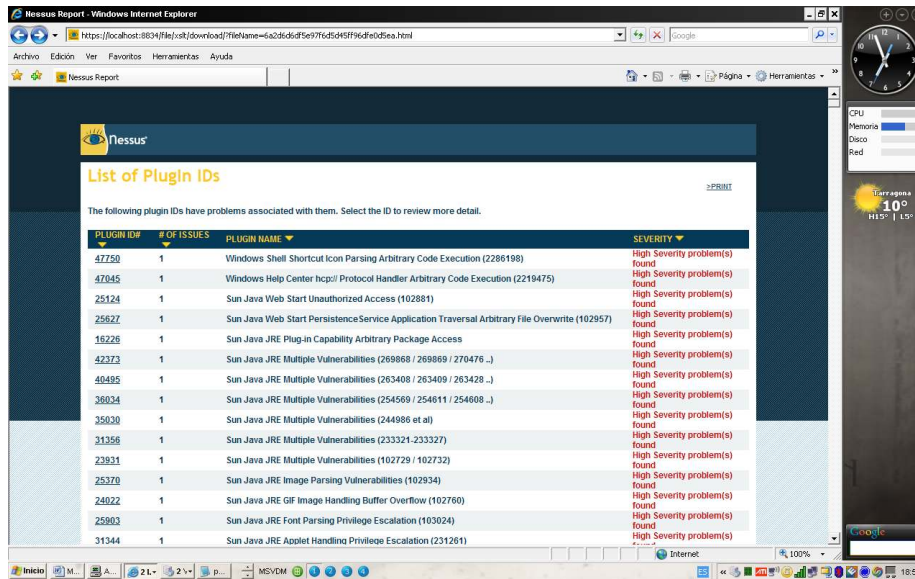 Nessus Report - Windows Internet Explorer
https://localhost:8834/file/xslt/download/?fileName=6a2d6d6df5e97f6d5d45ff96dfe0d5ea.html
Google
Archivo Edición Ver Favoritos Herramientas Ayuda
Nessus Report
Página
Herramientas
nessus
List of PlugIn IDs
>PRINT
The following plugin IDs have problems associated with them. Select the ID to review more detail.
PLUGIN ID# # OF ISSUES PLUGIN NAME SEVERITY
47750 1 Windows Shell Shortcut Icon Parsing Arbitrary Code Execution (2286198) High Severity problem(s) found
47045 1 Windows Help Center hcp:// Protocol Handler Arbitrary Code Execution (2219475) High Severity problem(s) found
25124 1 Sun Java Web Start Unauthorized Access (102881) High Severity problem(s) found
25627 1 Sun Java Web Start PersistenceService Application Traversal Arbitrary File Overwrite (102957) High Severity problem(s) found
16226 1 Sun Java JRE Plug-in Capability Arbitrary Package Access High Severity problem(s) found
42373 1 Sun Java JRE Multiple Vulnerabilities (269868 / 269869 / 270476 ..) High Severity problem(s) found
40495 1 Sun Java JRE Multiple Vulnerabilities (263408 / 263409 / 263428 ..) High Severity problem(s) found
36034 1 Sun Java JRE Multiple Vulnerabilities (254569 / 254611 / 254608 ..) High Severity problem(s) found
35030 1 Sun Java JRE Multiple Vulnerabilities (244986 et al) High Severity problem(s) found
31356 1 Sun Java JRE Multiple Vulnerabilities (233321-233327) High Severity problem(s) found
23931 1 Sun Java JRE Multiple Vulnerabilities (102729 / 102732) High Severity problem(s) found
25370 1 Sun Java JRE Image Parsing Vulnerabilities (102934) High Severity problem(s) found
24022 1 Sun Java JRE GIF Image Handling Buffer Overflow (102760) High Severity problem(s) found
25903 1 Sun Java JRE Font Parsing Privilege Escalation (103024) High Severity problem(s) found
31344 1 Sun Java JRE Applet Handling Privilege Escalation (231261) High Severity problem(s)
CPU
Memoria
Disco
Red
Tarragona
10°
H15° | L5°
Google
Internet 100%
Inicio M... A... 2 I. 2 p... MSVDM 1 2 3 4 ES 18:5